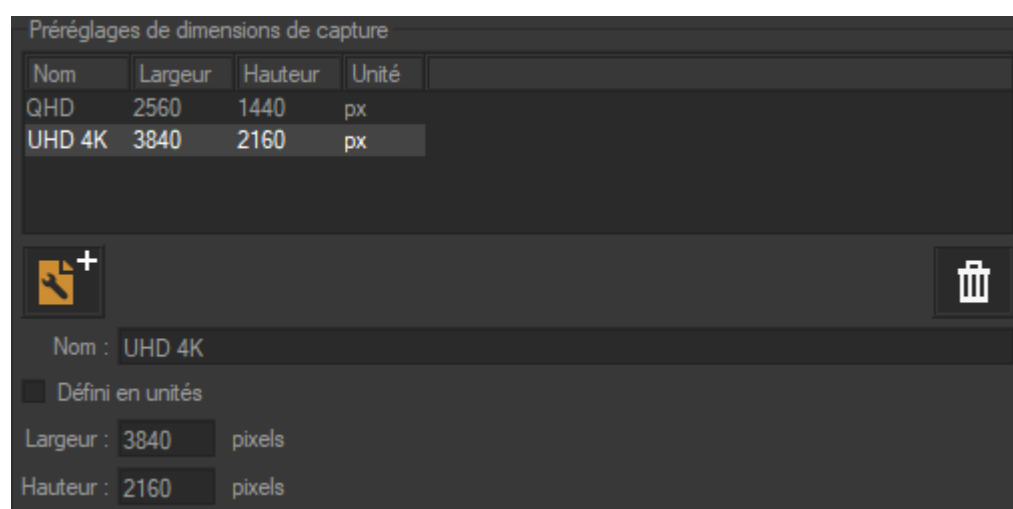 Préréglages de dimensions de capture
Nom Largeur Hauteur Unité
QHD 2560 1440 px
UHD 4K 3840 2160 px
Nom : UHD 4K
Défini en unités
Largeur : 3840 pixels
Hauteur : 2160 pixels